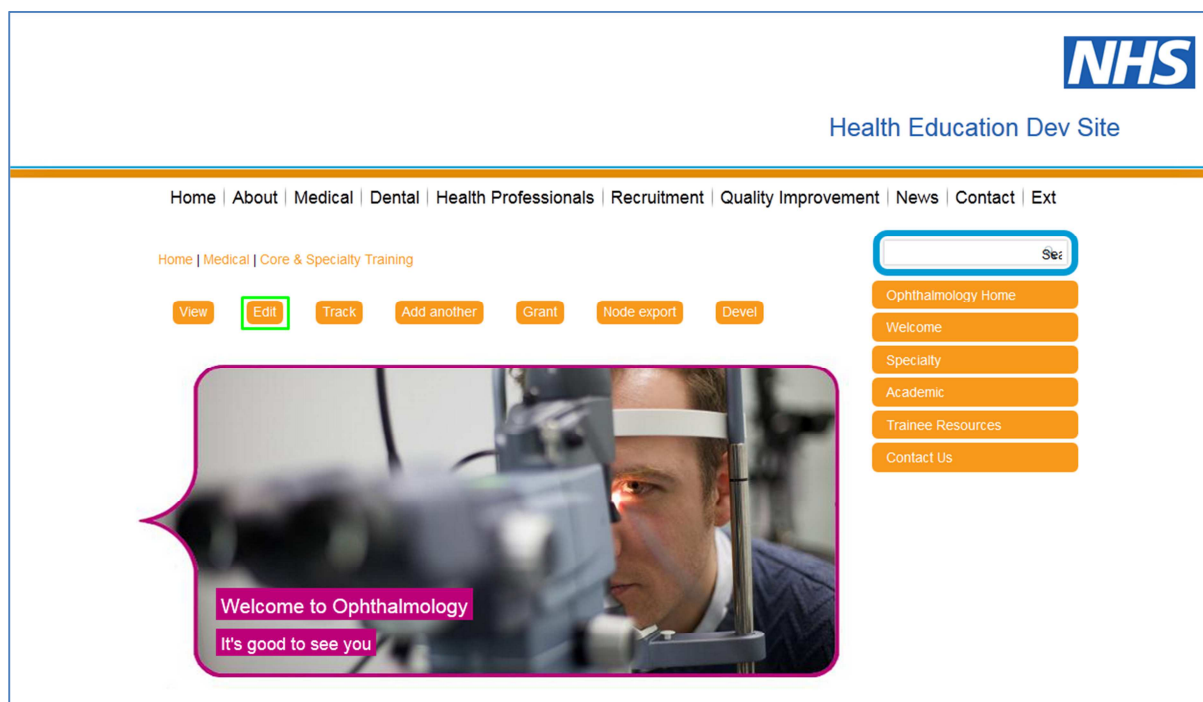 NHS
Health Education Dev Site
Home | About | Medical | Dental | Health Professionals | Recruitment | Quality Improvement | News | Contact | Ext
Home | Medical | Core & Specialty Training
View Edit Track Add another Grant Node export Devel
Ophthalmology Home
Welcome
Specialty
Academic
Trainee Resources
Contact Us
Welcome to Ophthalmology
It's good to see you